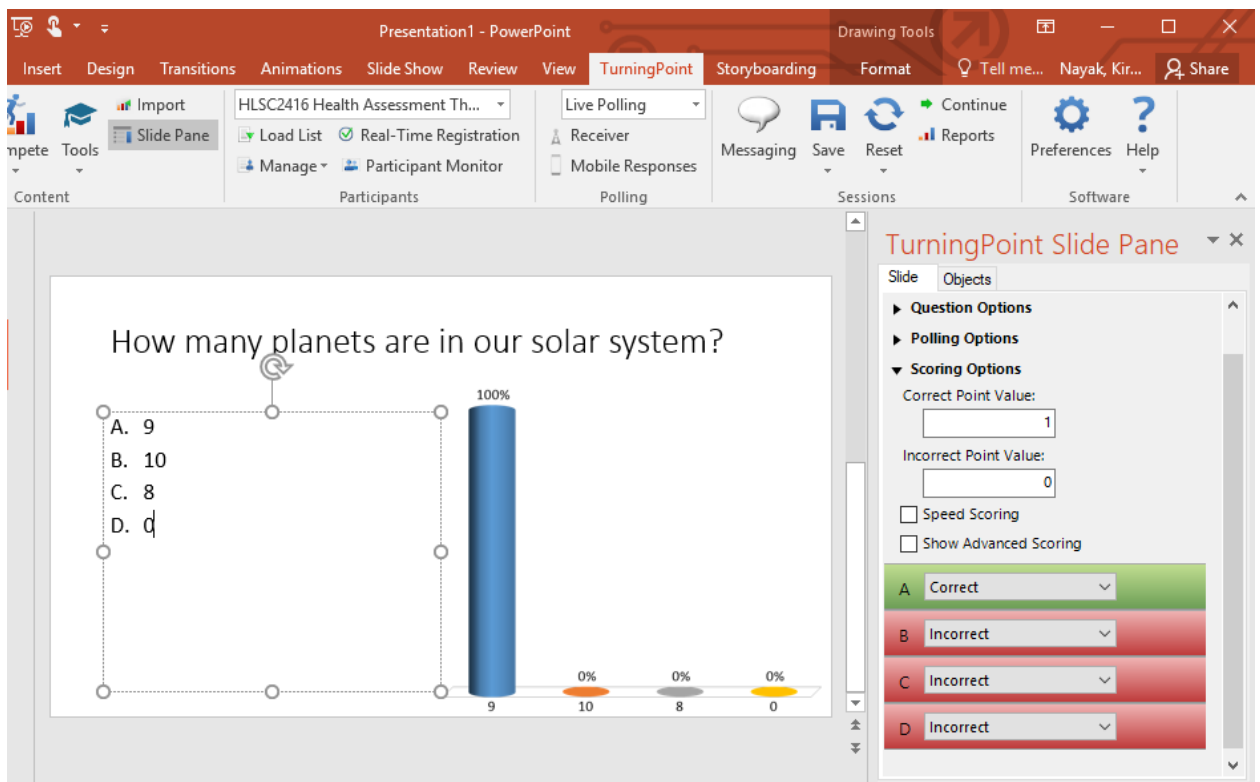 Presentation1 - PowerPoint
Drawing Tools
Insert Design Transitions Animations Slide Show Review View TurningPoint Storyboarding Format Tell me... Nayak, Kir... Share
Import
Slide Pane
mpete Tools
Content
HLSC2416 Health Assessment Th...
Load List Real-Time Registration
Manage Participant Monitor
Participants
Live Polling
Receiver
Mobile Responses
Polling
Messaging Save Reset
Continue
Reports
Sessions
Preferences Help
Software
How many planets are in our solar system?
A. 9
B. 10
C. 8
D. 0
100% 0% 0% 0%
9 10 8 0
TurningPoint Slide Pane
Slide Objects
Question Options
Polling Options
Scoring Options
Correct Point Value:
1
Incorrect Point Value:
0
Speed Scoring
Show Advanced Scoring
A Correct
B Incorrect
C Incorrect
D Incorrect